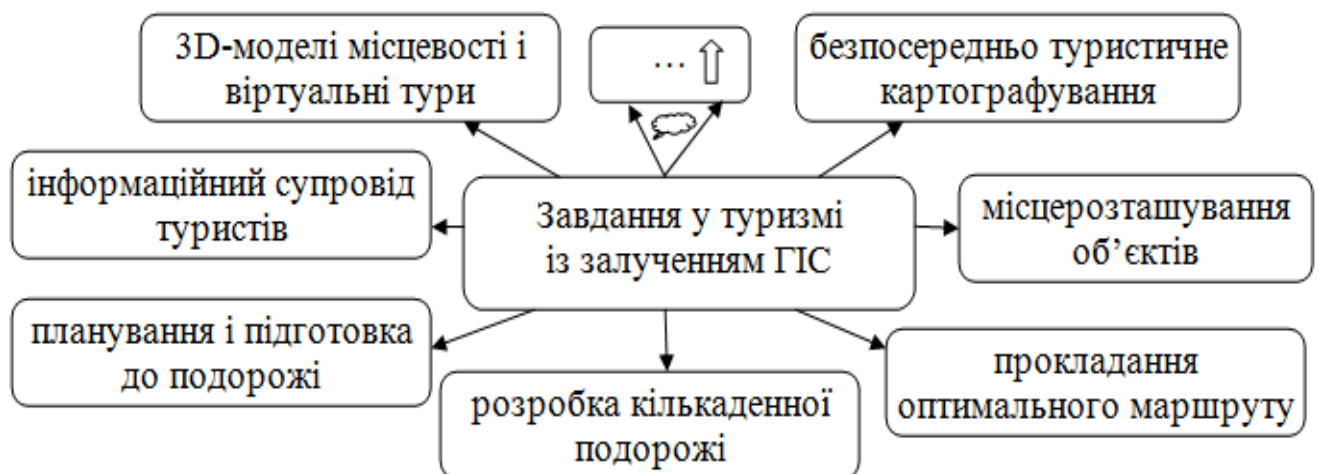 3D-моделі місцевості і
віртуальні тури
…
безпосередньо туристичне
картографування
інформаційний супровід
туристів
Завдання у туризмі
із залученням ГІС
місцерозташування
об’єктів
планування і підготовка
до подорожі
розробка кількаденної
подорожі
прокладання
оптимального маршруту